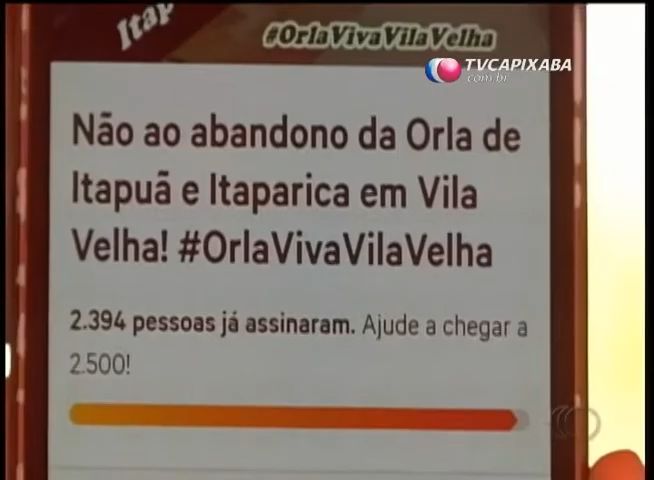 Itap
#OrlaVivaVilaVelha
TVCAPIXABA
com.br
Não ao abandono da Orla de
Itapuã e Itaparica em Vila
Velha! #OrlaVivaVilaVelha
2.394 pessoas já assinaram. Ajude a chegar a
2.500!